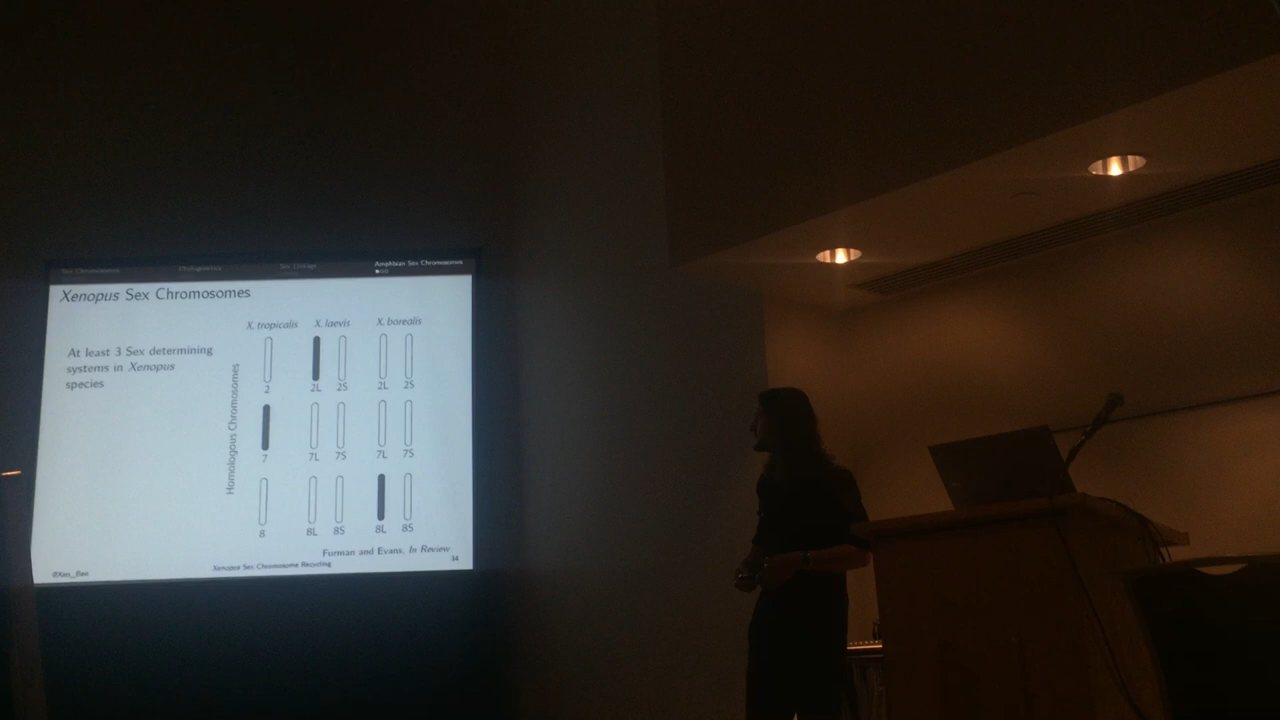 Sex Chromosomes Phylogenetics Sex Linkage Amphibian Sex Chromosomes
Xenopus Sex Chromosomes
At least 3 Sex determining
systems in Xenopus
species
Homologous Chromosomes
X. tropicalis X. laevis X. borealis
2 2L 2S 2L 2S
7 7L 7S 7L 7S
8 8L 8S 8L 8S
Furman and Evans, In Review
@Xen_Ben Xenopus Sex Chromosome Recycling 34